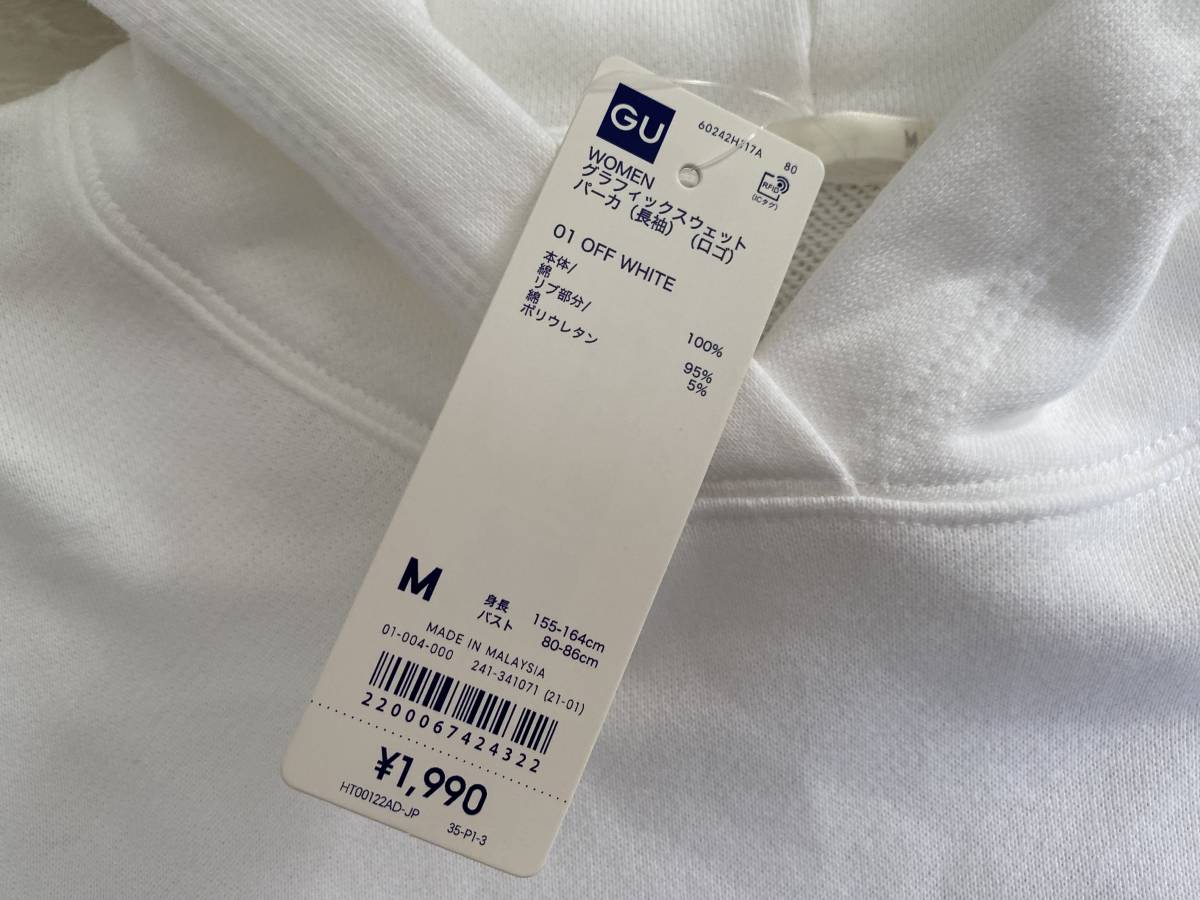 GU
60242H317A
80
RFID
(ICタグ)
WOMEN
グラフィックスウェット
パーカ(長袖)(ロゴ)
01 OFF WHITE
本体/
綿 100%
リブ部分/
綿 95%
ポリウレタン 5%
M
身長 155-164cm
バスト 80-86cm
MADE IN MALAYSIA
01-004-000 241-341071 (21-01)
2200067424322
¥1,990
HT00122AD-JP 35-P1-3
M